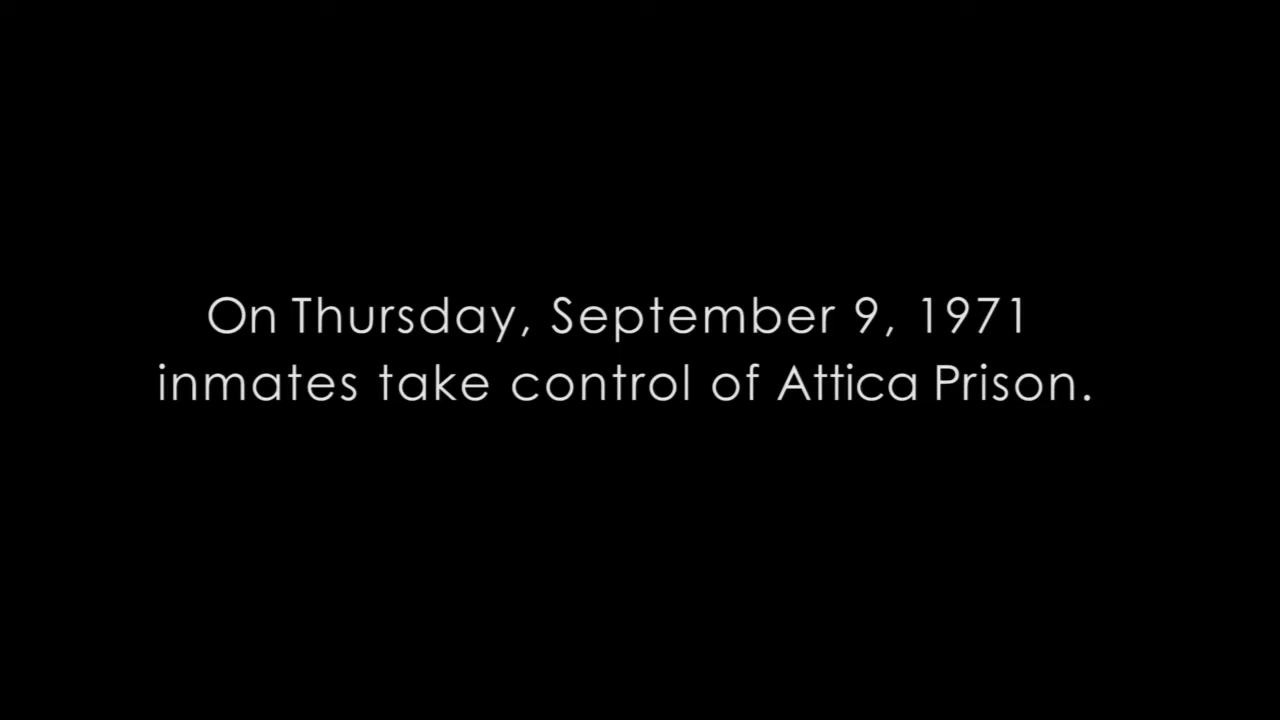 On Thursday, September 9, 1971
inmates take control of Attica Prison.